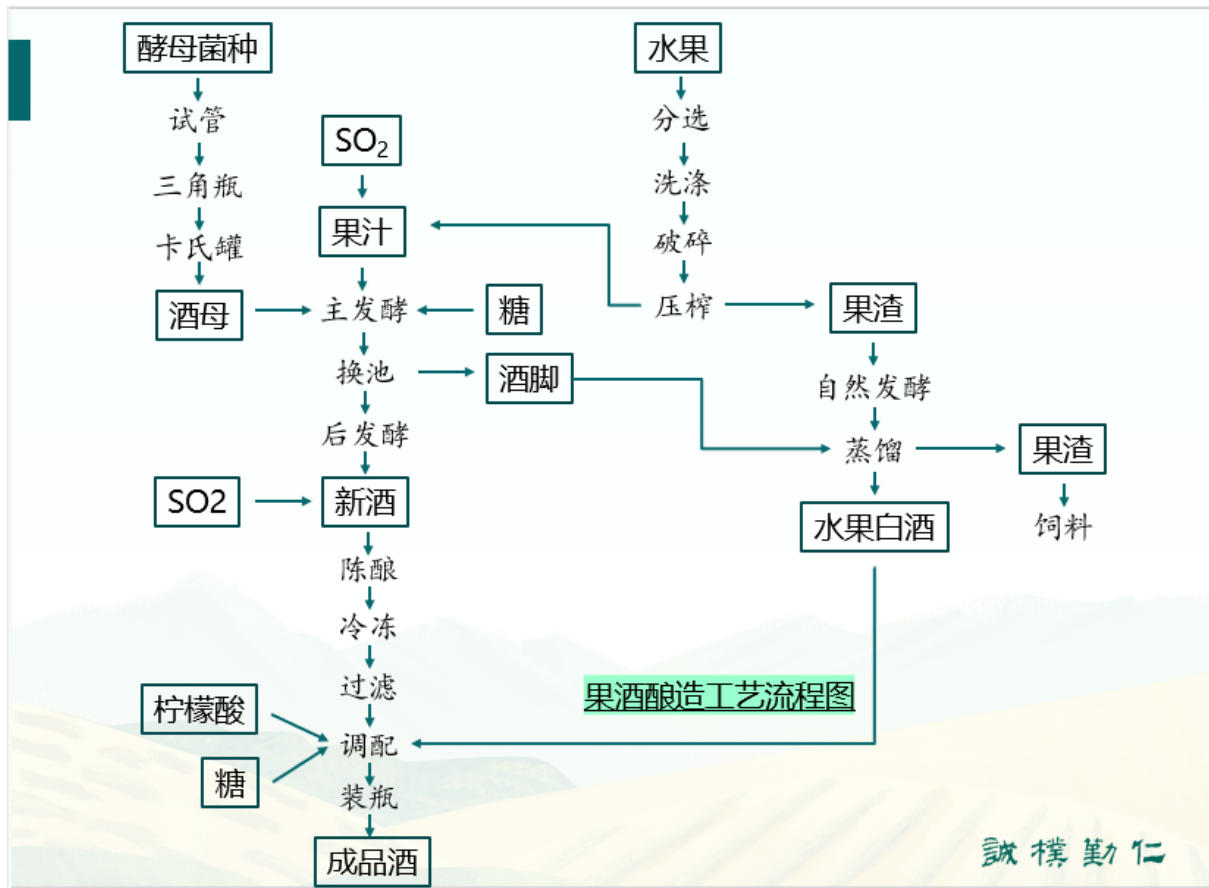 酵母菌种
水果
试管
分选
SO₂
三角瓶
洗涤
果汁
卡氏罐
破碎
酒母
主发酵
糖
压榨
果渣
换池
酒脚
自然发酵
后发酵
蒸馏
果渣
SO2
新酒
水果白酒
饲料
陈酿
冷冻
过滤
柠檬酸
果酒酿造工艺流程图
调配
糖
装瓶
成品酒
誠樸勤仁